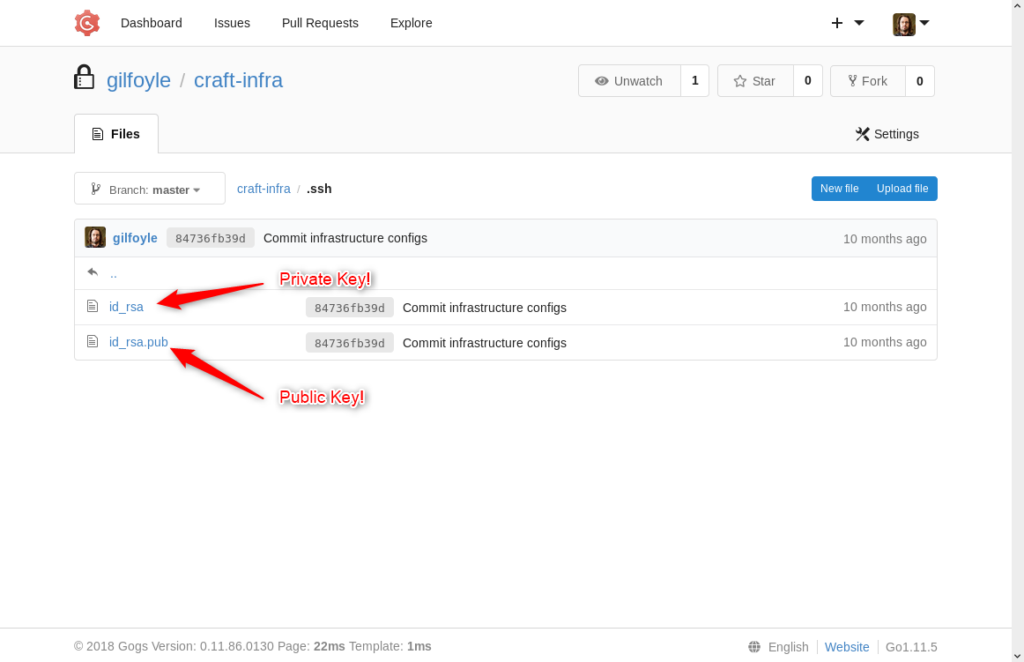 Dashboard Issues Pull Requests Explore
gilfoyle / craft-infra
Unwatch 1 Star 0 Fork 0
Files Settings
Branch: master craft-infra / .ssh New file Upload file
gilfoyle 84736fb39d Commit infrastructure configs 10 months ago
..
Private Key!
id_rsa 84736fb39d Commit infrastructure configs 10 months ago
id_rsa.pub 84736fb39d Commit infrastructure configs 10 months ago
Public Key!
© 2018 Gogs Version: 0.11.86.0130 Page: 22ms Template: 1ms English Website Go1.11.5